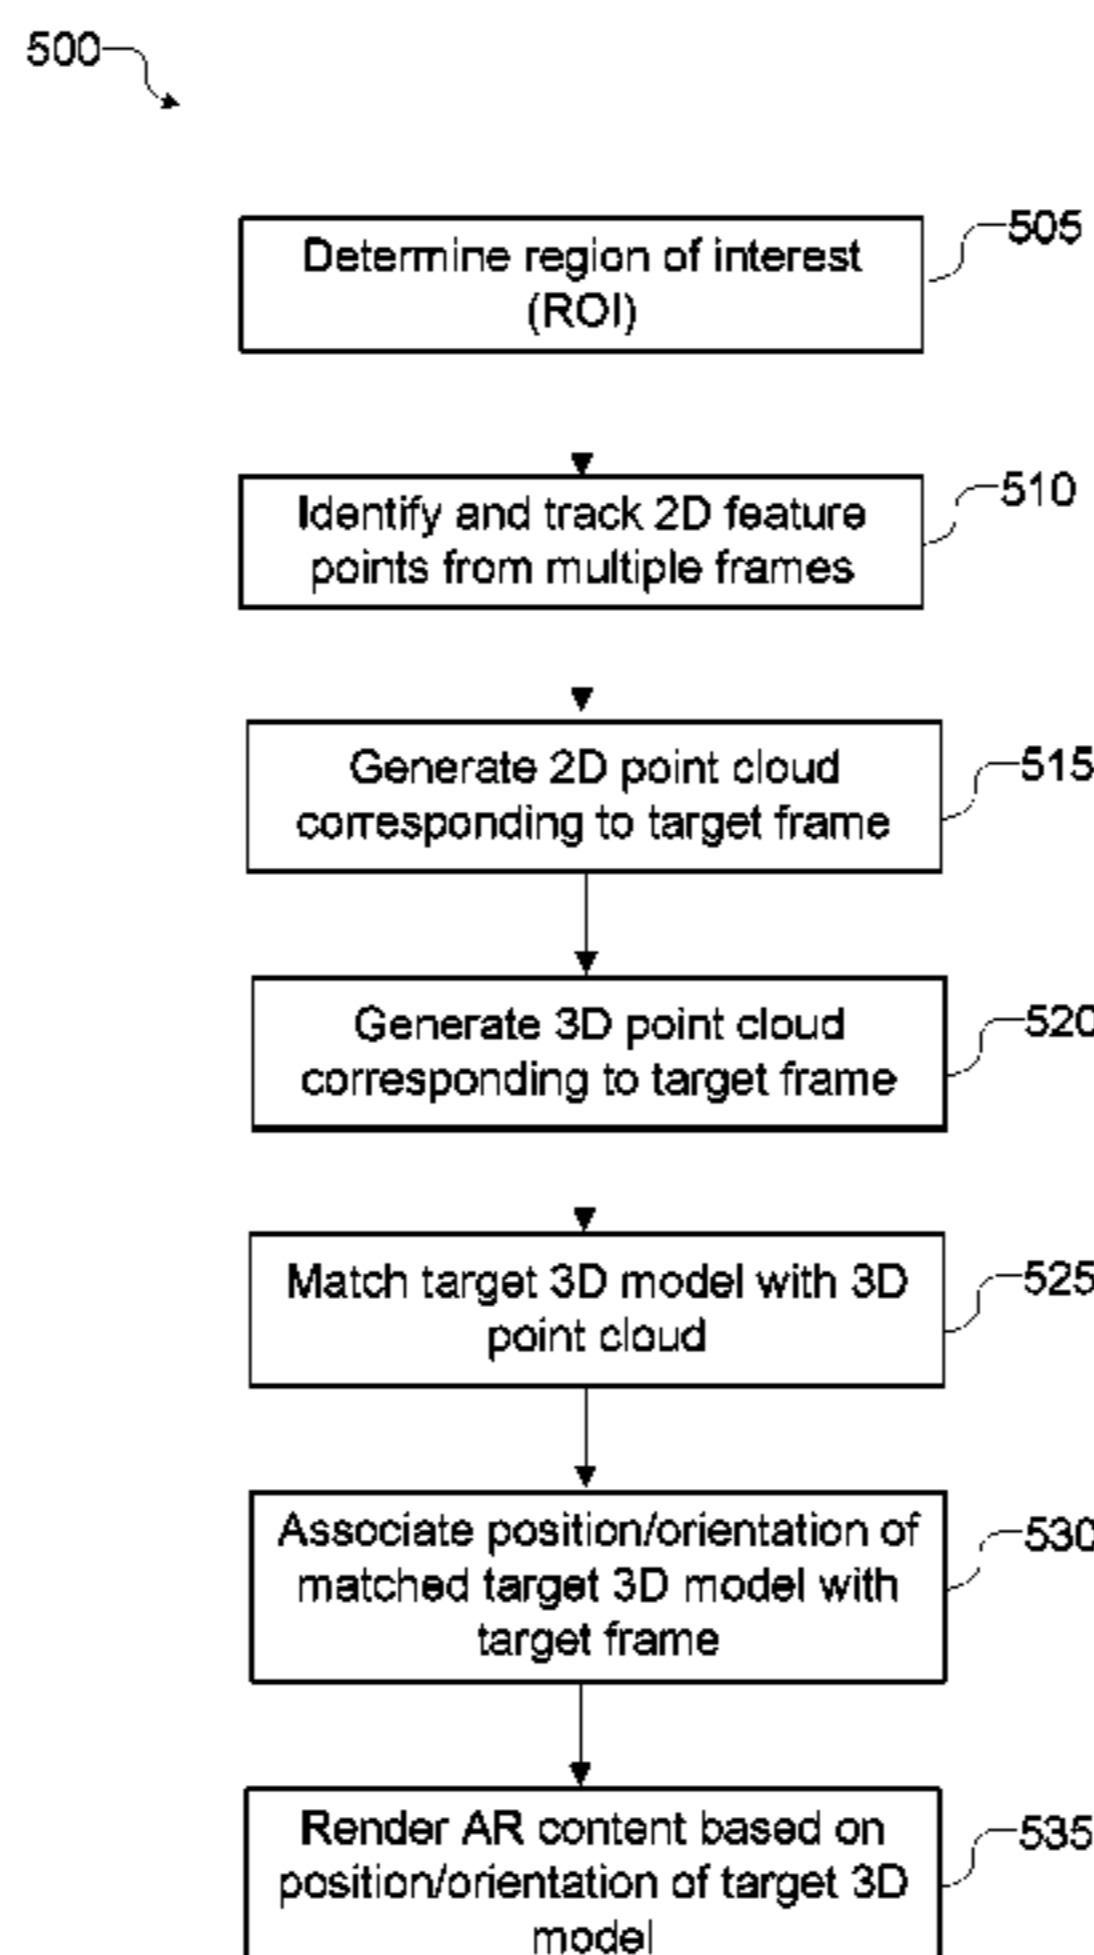 500
Determine region of interest
(ROI)
505
Identify and track 2D feature
points from multiple frames
510
Generate 2D point cloud
corresponding to target frame
515
Generate 3D point cloud
corresponding to target frame
520
Match target 3D model with 3D
point cloud
525
Associate position/orientation of
matched target 3D model with
target frame
530
Render AR content based on
position/orientation of target 3D
model
535